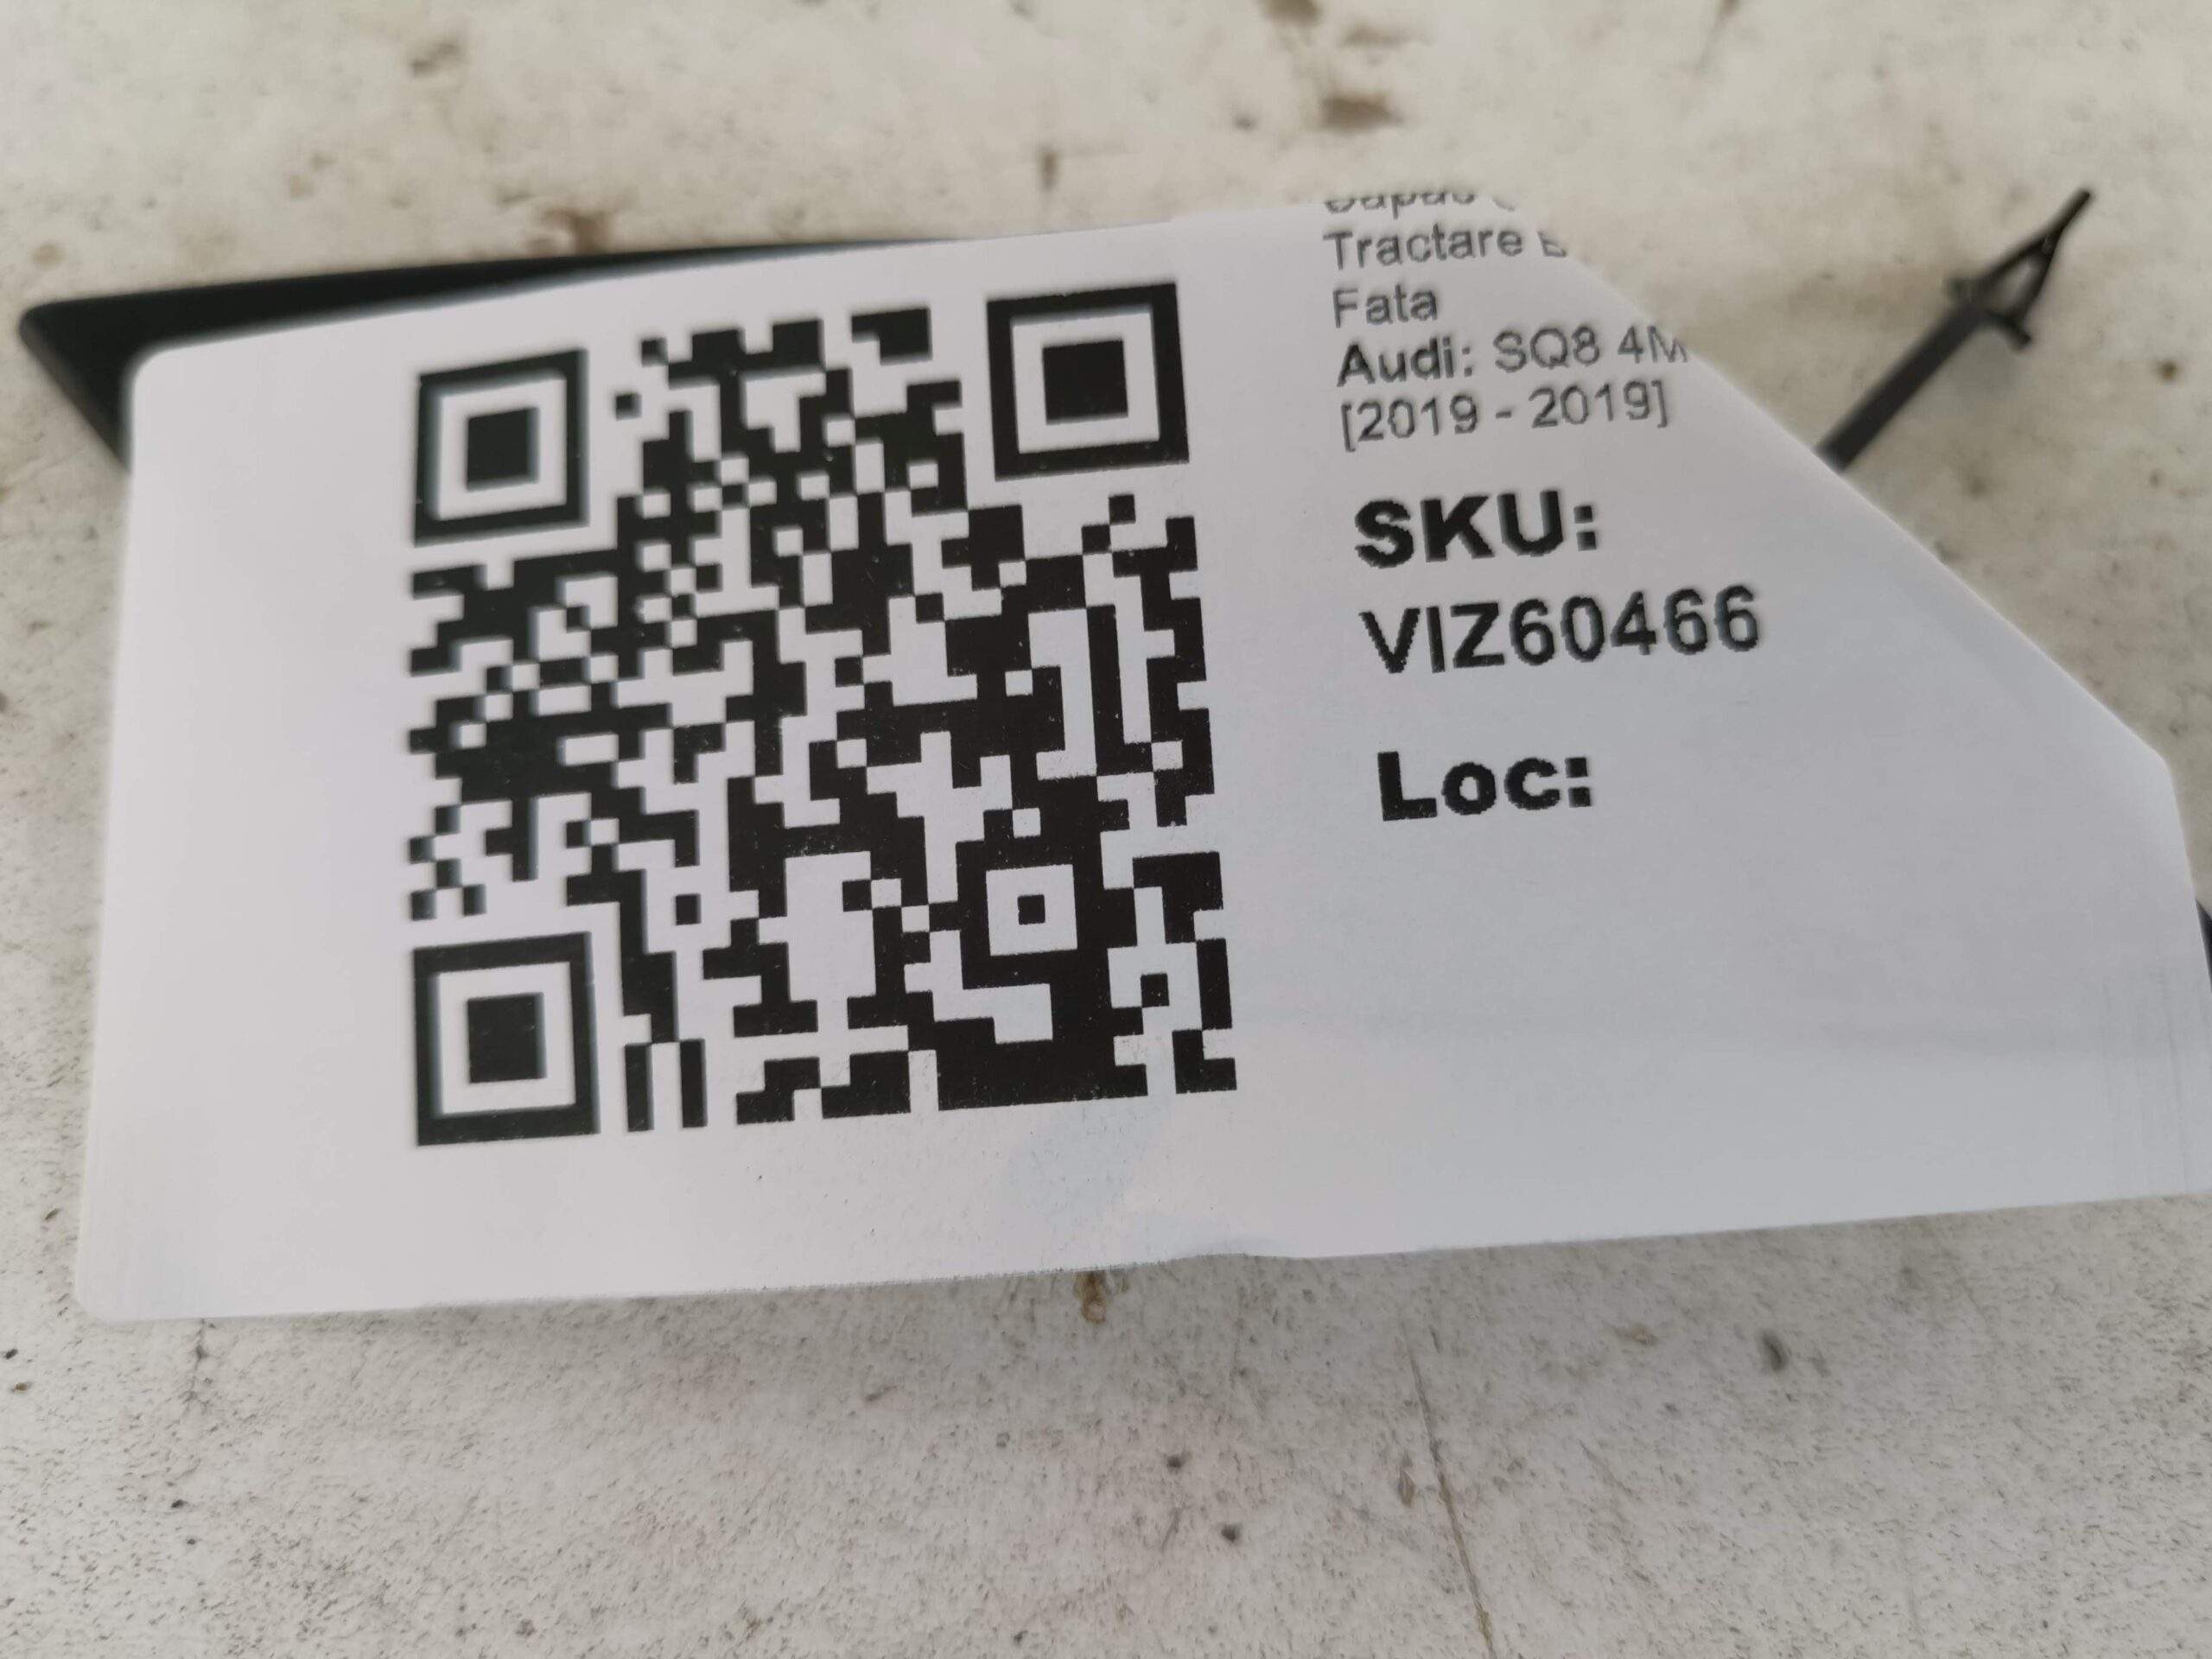 Tractare
Fata
Audi: SQ8 4M
[2019 - 2019]
SKU:
VIZ60466
Loc: